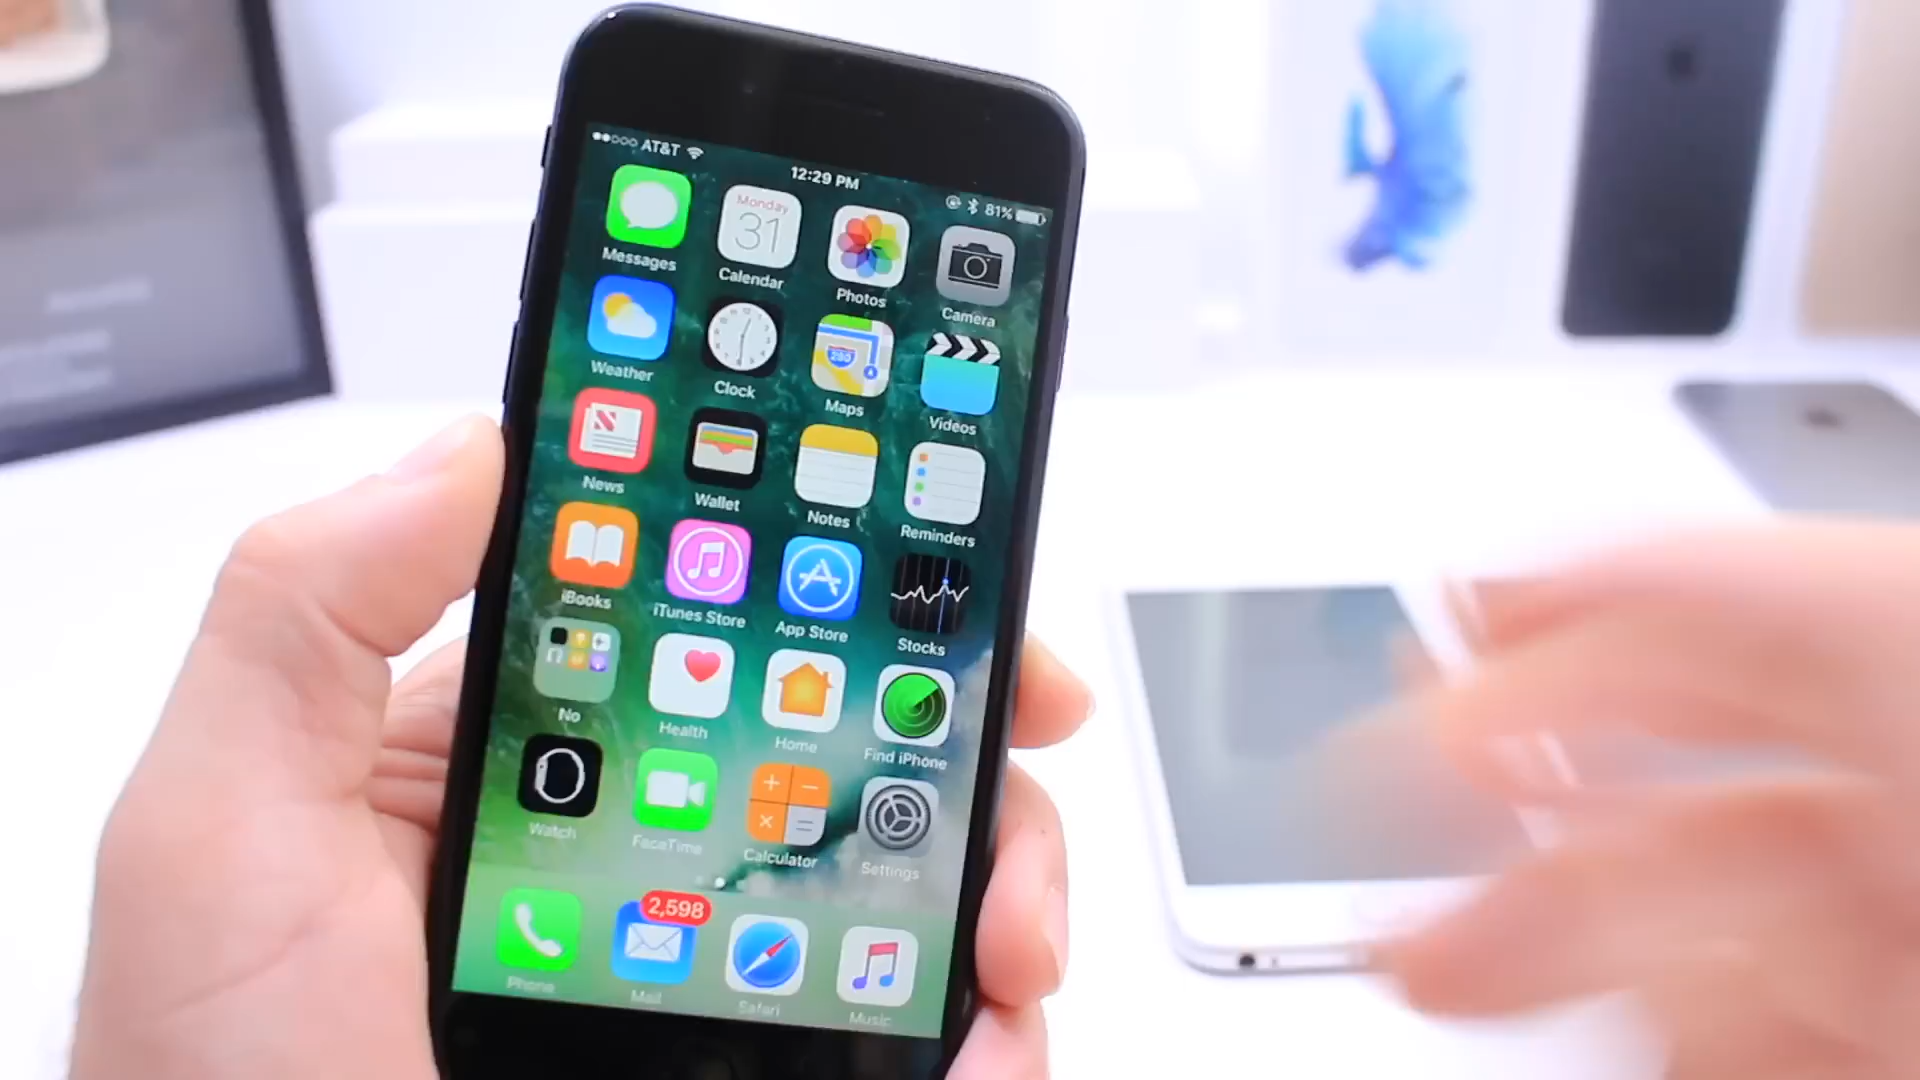 AT&T
12:29 PM
81%
Monday
31
Messages
Calendar
Photos
Camera
280
Weather
Clock
Maps
Videos
News
Wallet
Notes
Reminders
iBooks
iTunes Store
App Store
Stocks
No
Health
Home
Find iPhone
Watch
FaceTime
Calculator
Settings
2,598
Phone
Mail
Safari
Music